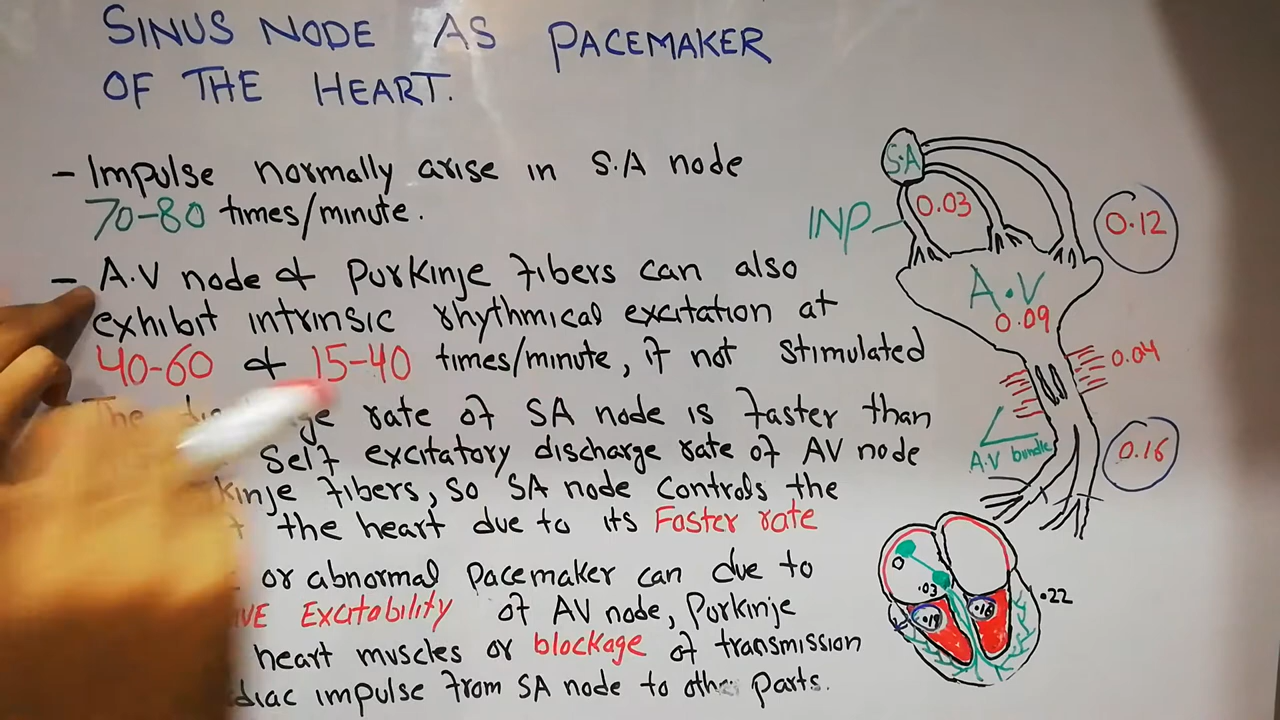 SINUS NODE AS PACEMAKER
OF THE HEART.
- Impulse normally arise in S.A node
70-80 times/minute.
- A.V node & Purkinje Fibers can also
exhibit intrinsic rhythmical excitation at
40-60 & 15-40 times/minute, if not stimulated
The rate of SA node is faster than
Self excitatory discharge rate of AV node
Fibers, so SA node controls the
the heart due to its Faster rate
or abnormal pacemaker can due to
Excitability of AV node, Purkinje
heart muscles or blockage of transmission
impulse from SA node to other parts.
S.A
0.03
INP
0.12
A.V
0.09
0.04
A.V bundle
0.16
0
.03
.19
.18
.22